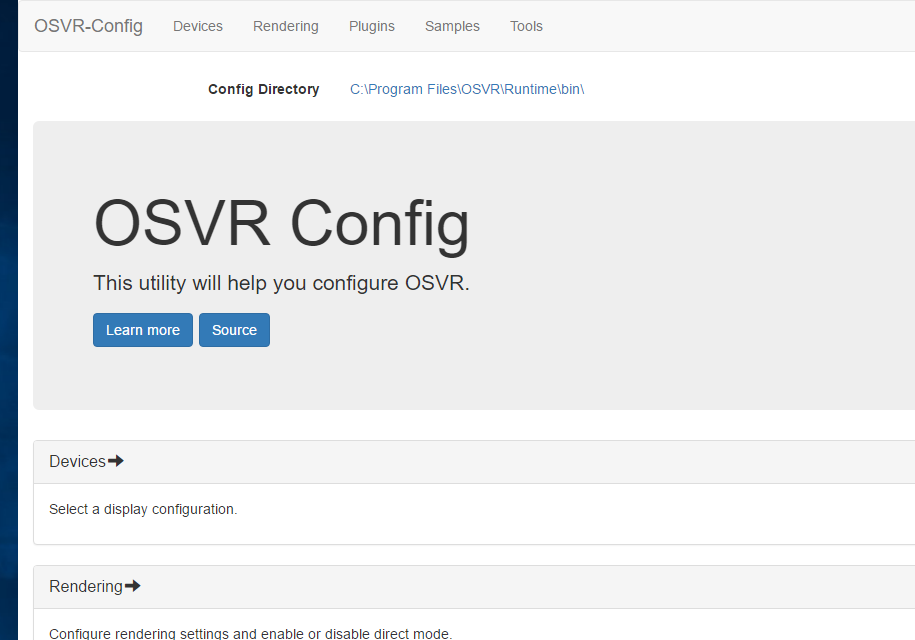 OSVR-Config Devices Rendering Plugins Samples Tools
Config Directory C:\Program Files\OSVR\Runtime\bin\
OSVR Config
This utility will help you configure OSVR.
Learn more Source
Devices
Select a display configuration.
Rendering
Configure rendering settings and enable or disable direct mode.